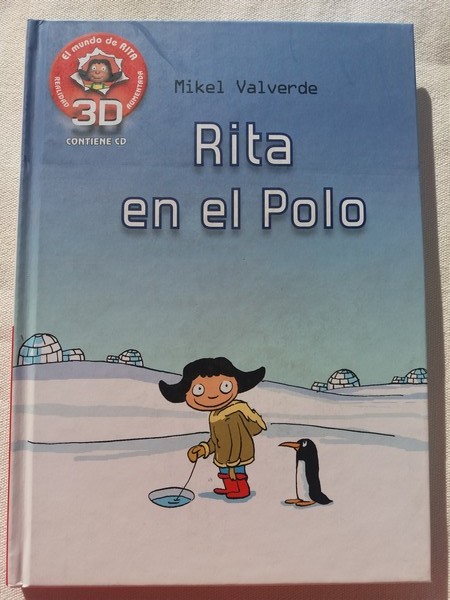 El mundo de RITA
REALIDAD AUMENTADA
3D
CONTIENE CD
Mikel Valverde
Rita
en el Polo